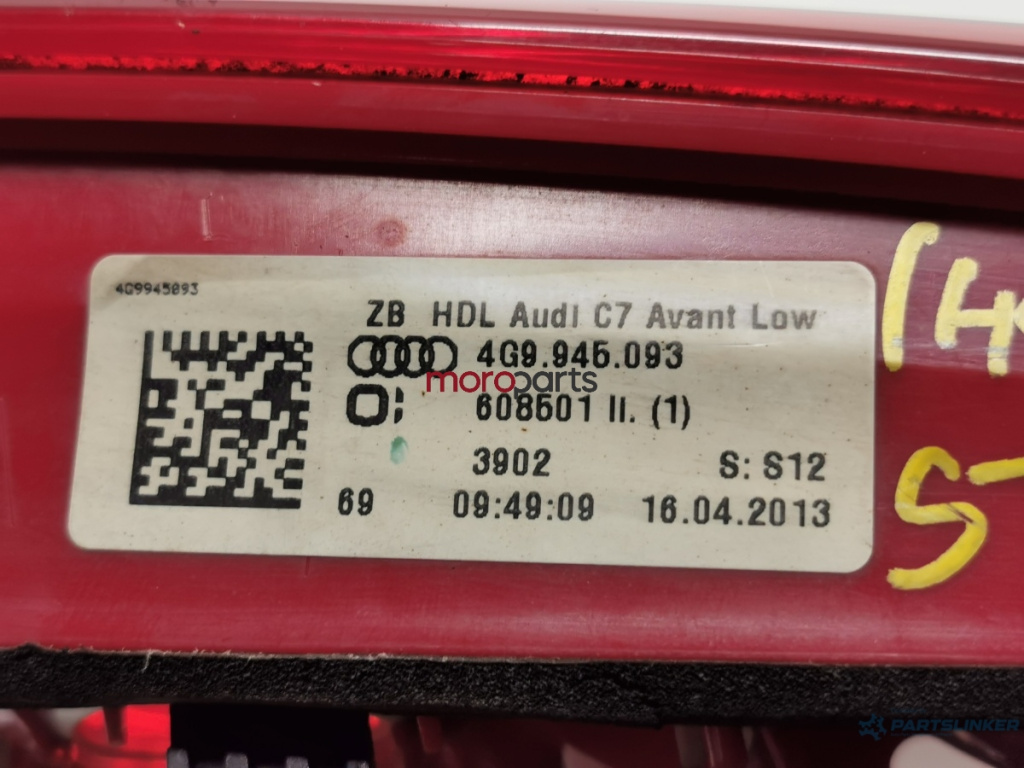 4G9945093
ZB HDL Audi C7 Avant Low
4G9.945.093
moroparts
608501 II. (1)
3902 S: S12
69 09:49:09 16.04.2013
PARTSLINKER